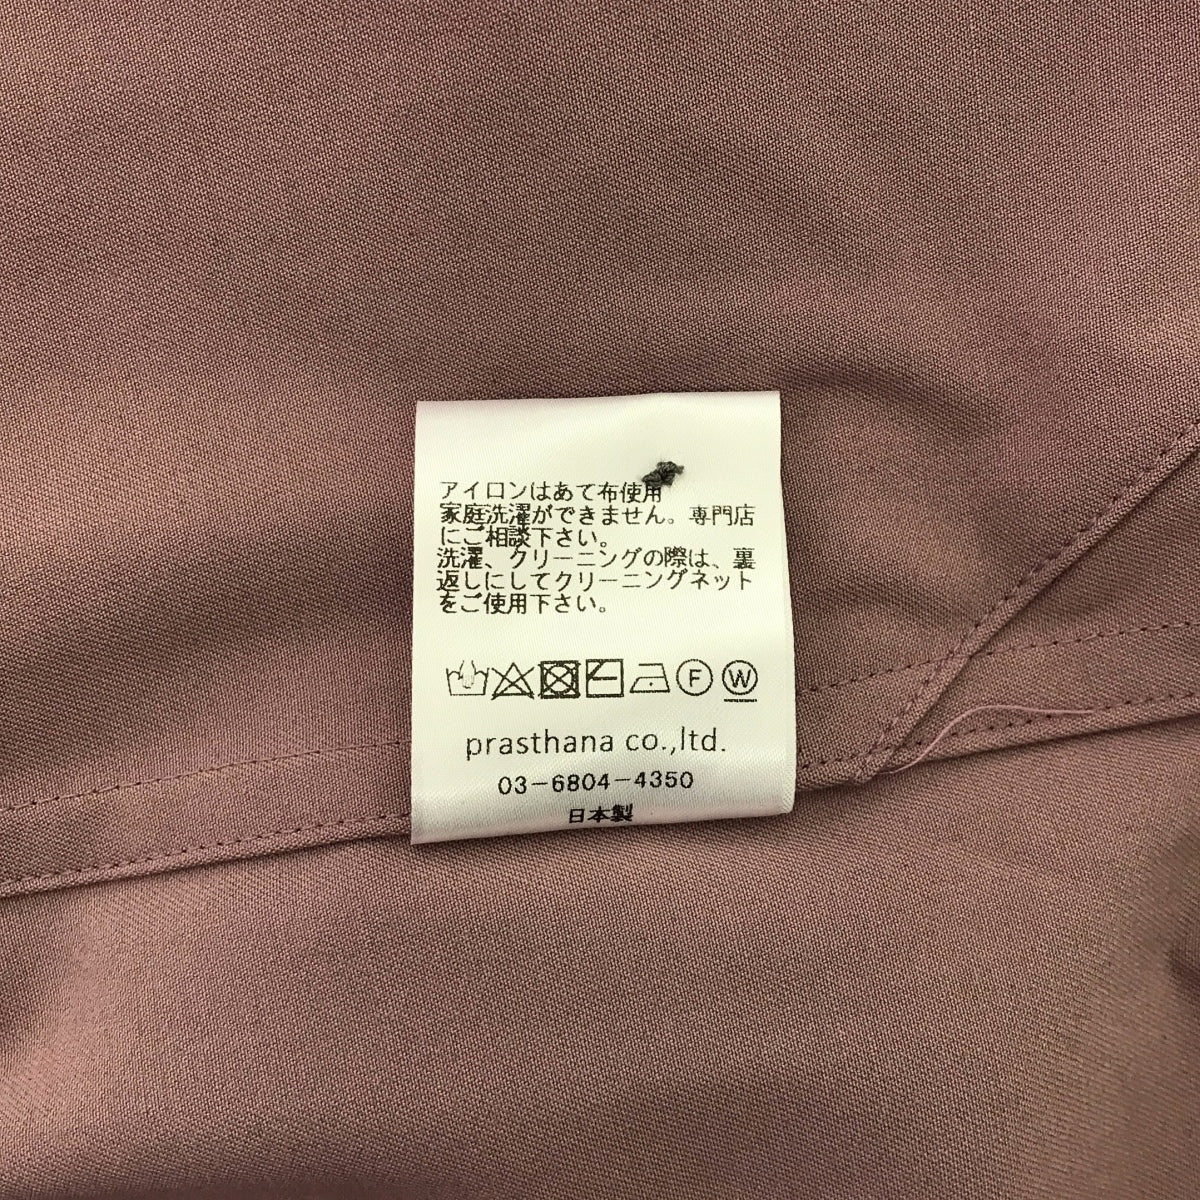 アイロンはあて布使用
家庭洗濯ができません。専門店
にご相談下さい。
洗濯、クリーニングの際は、裏
返しにしてクリーニングネット
をご使用下さい。
F W
prasthana co.,ltd.
03-6804-4350
日本製